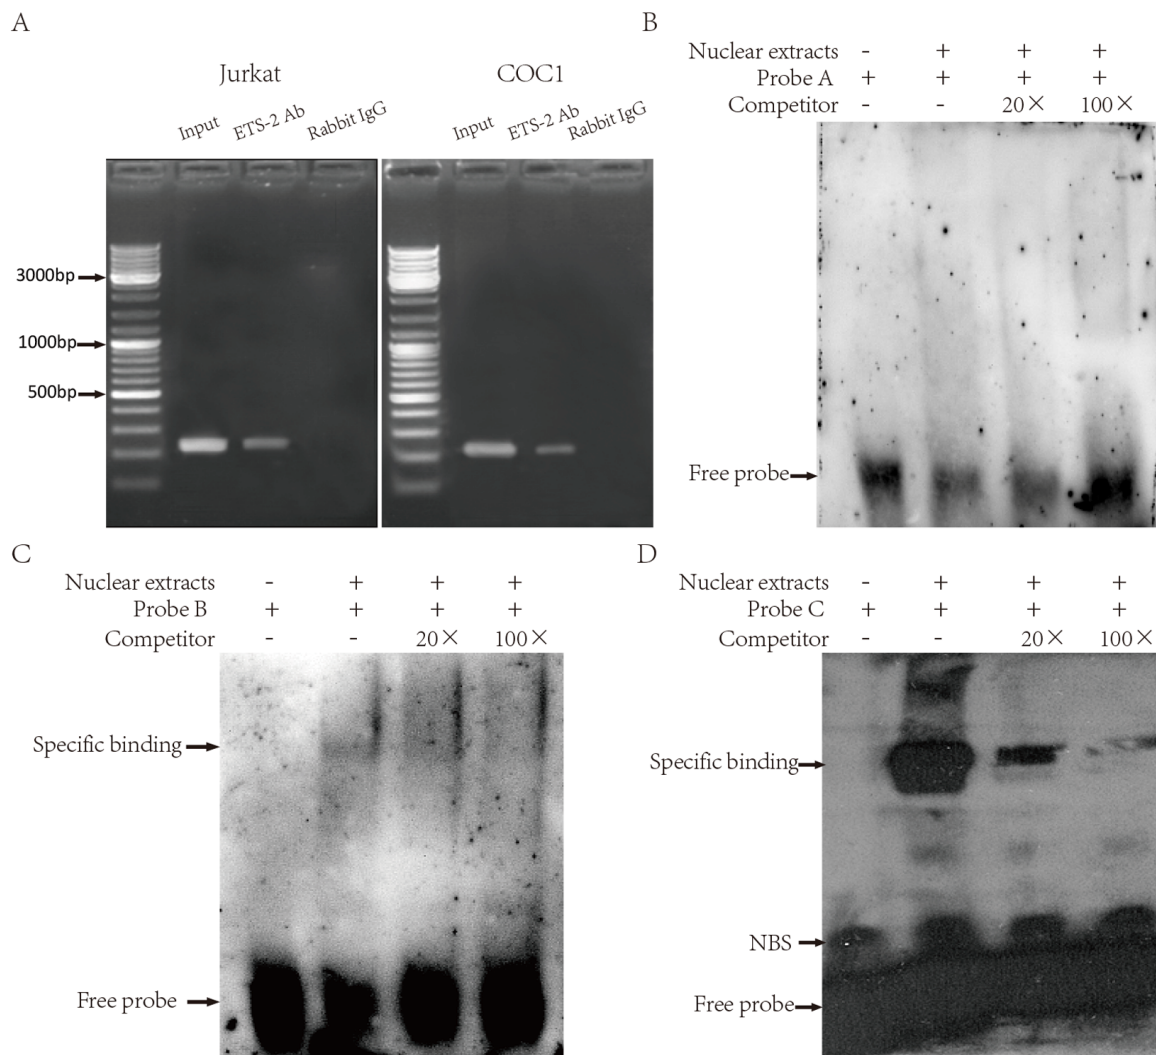 A
Jurkat
COC1
Input
ETS-2 Ab
Rabbit IgG
Input
ETS-2 Ab
Rabbit IgG
3000bp
1000bp
500bp
B
Nuclear extracts - + + +
Probe A + + + +
Competitor - - 20× 100×
Free probe
C
Nuclear extracts - + + +
Probe B + + + +
Competitor - - 20× 100×
Specific binding
Free probe
D
Nuclear extracts - + + +
Probe C + + + +
Competitor - - 20× 100×
Specific binding
NBS
Free probe